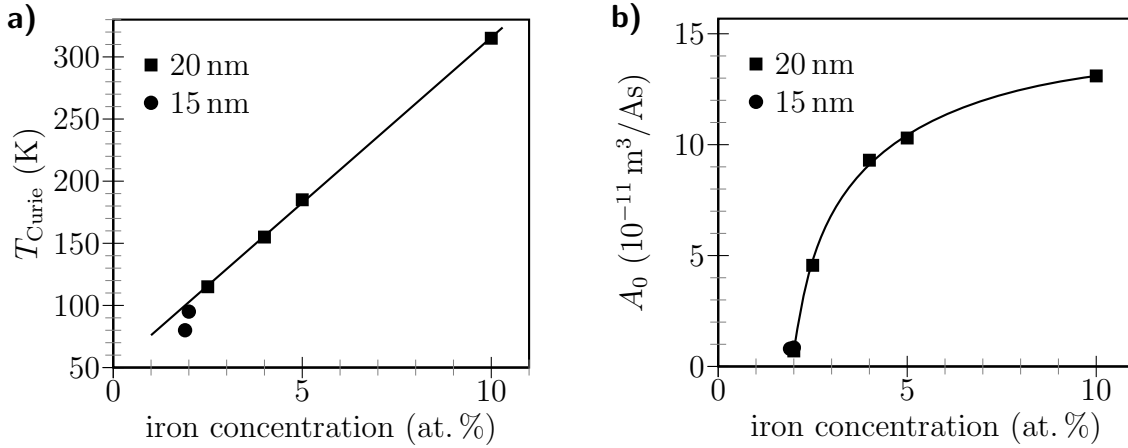 a)
T_Curie (K)
300
250
200
150
100
50
20 nm
15 nm
0
5
10
iron concentration (at. %)
b)
A_0 (10^{-11} m^3/As)
15
10
5
0
20 nm
15 nm
0
5
10
iron concentration (at. %)